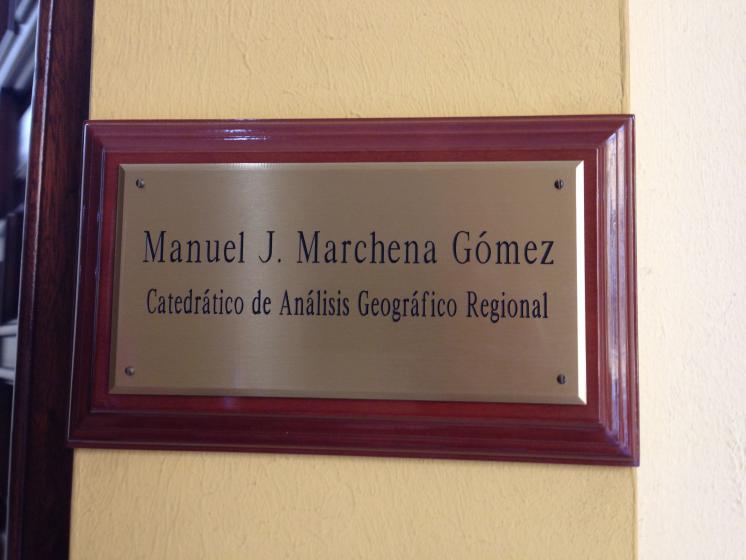 Manuel J. Marchena Gómez
Catedrático de Análisis Geográfico Regional